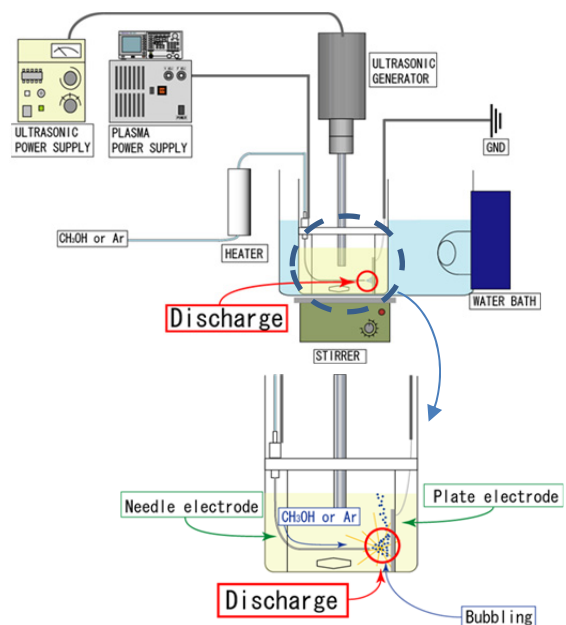 ULTRASONIC
GENERATOR
ULTRASONIC
POWER SUPPLY
PLASMA
POWER SUPPLY
GND
CH₃OH or Ar
HEATER
WATER BATH
Discharge
STIRRER
Needle electrode
CH₃OH or Ar
Plate electrode
Discharge
Bubbling